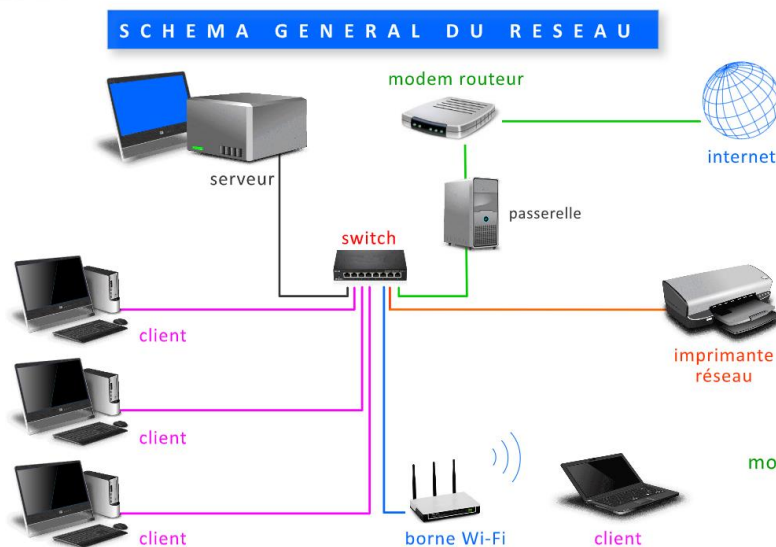 SCHEMA GENERAL DU RESEAU
modem routeur
internet
serveur
passerelle
switch
client
imprimante
réseau
client
client
borne Wi-Fi
client